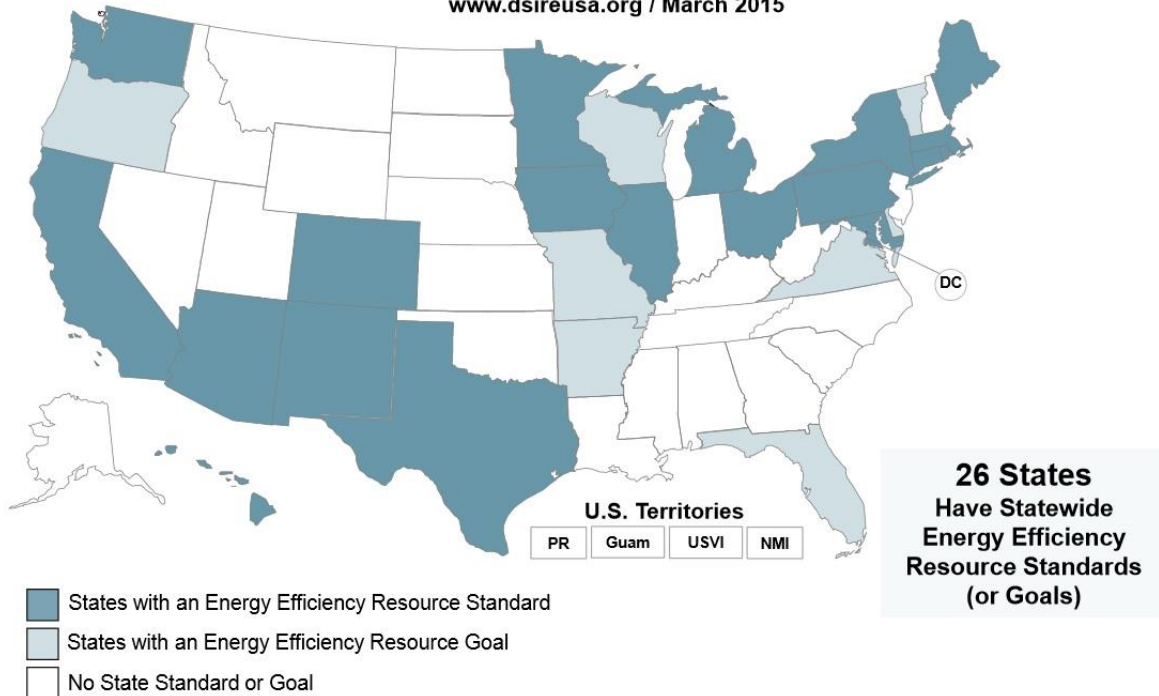 www.dsireusa.org / March 2015
DC
26 States
Have Statewide
Energy Efficiency
Resource Standards
(or Goals)
U.S. Territories
PR
Guam
USVI
NMI
States with an Energy Efficiency Resource Standard
States with an Energy Efficiency Resource Goal
No State Standard or Goal